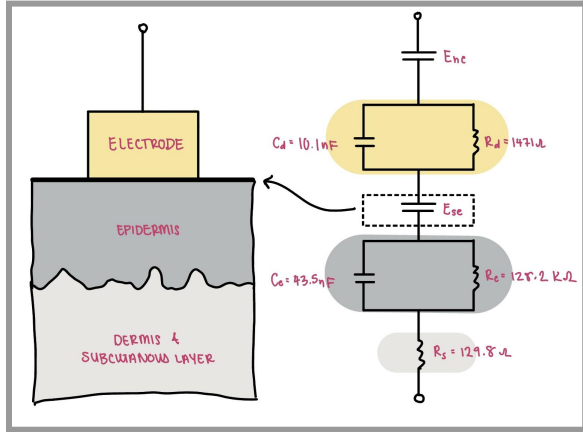 ELECTRODE
EPIDERMIS
DERMIS &
SUBCUTANOUS LAYER
Enc
Cd = 10.1nF
Rd = 1471Ω
Ese
Ce = 43.5nF
Re = 128.2 KΩ
Rs = 129.8 Ω